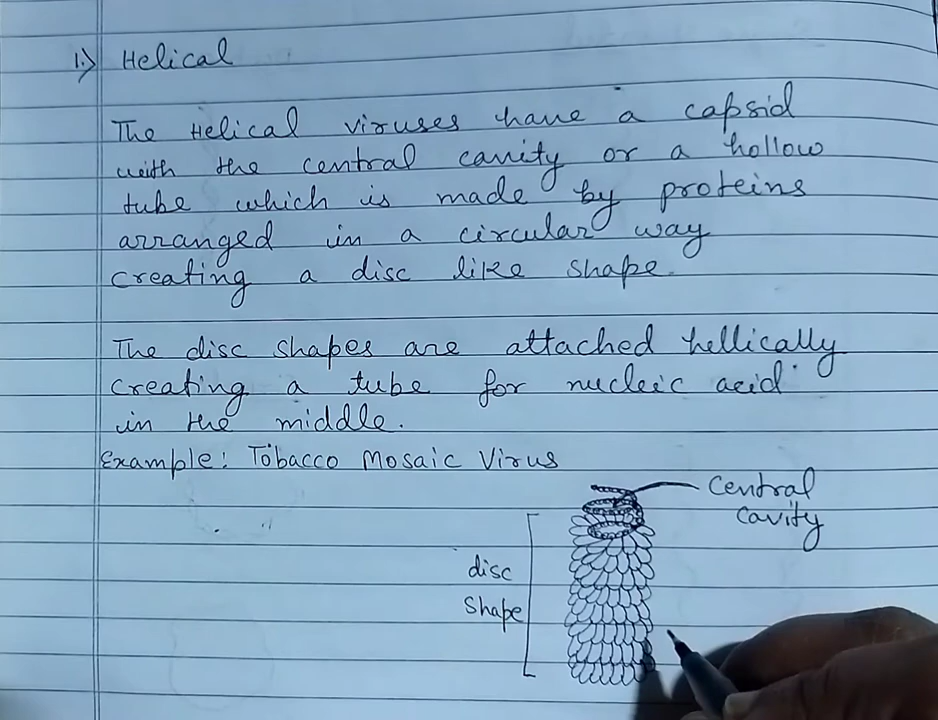 1.) Helical
The Helical viruses have a capsid
with the central cavity or a hollow
tube which is made by proteins
arranged in a circular way
creating a disc like shape.
The disc shapes are attached hellically
creating a tube for nucleic acid
in the middle.
Example: Tobacco Mosaic Virus
Central
Cavity
disc
Shape